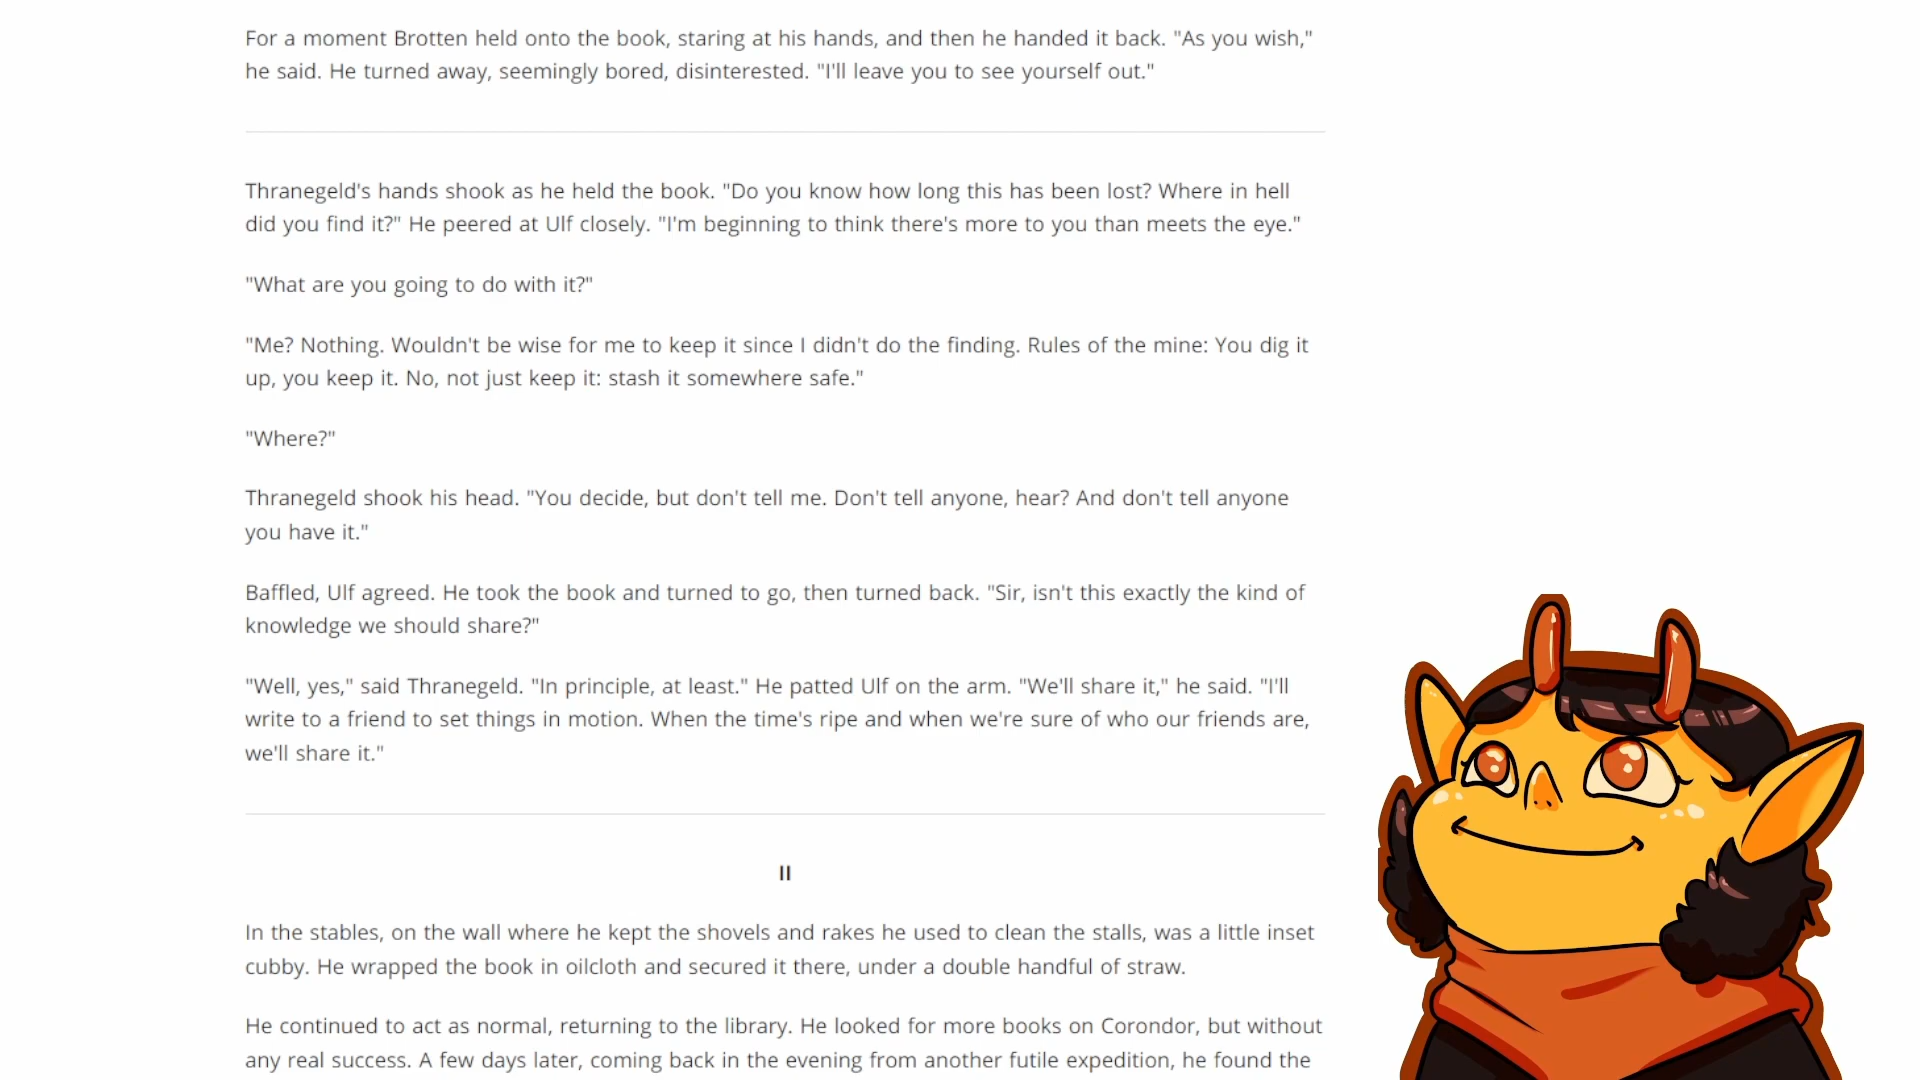 For a moment Brotten held onto the book, staring at his hands, and then he handed it back. "As you wish,"
he said. He turned away, seemingly bored, disinterested. "I'll leave you to see yourself out."
Thranegeld's hands shook as he held the book. "Do you know how long this has been lost? Where in hell
did you find it?" He peered at Ulf closely. "I'm beginning to think there's more to you than meets the eye."
"What are you going to do with it?"
"Me? Nothing. Wouldn't be wise for me to keep it since I didn't do the finding. Rules of the mine: You dig it
up, you keep it. No, not just keep it: stash it somewhere safe."
"Where?"
Thranegeld shook his head. "You decide, but don't tell me. Don't tell anyone, hear? And don't tell anyone
you have it."
Baffled, Ulf agreed. He took the book and turned to go, then turned back. "Sir, isn't this exactly the kind of
knowledge we should share?"
"Well, yes," said Thranegeld. "In principle, at least." He patted Ulf on the arm. "We'll share it," he said. "I'll
write to a friend to set things in motion. When the time's ripe and when we're sure of who our friends are,
we'll share it."
II
In the stables, on the wall where he kept the shovels and rakes he used to clean the stalls, was a little inset
cubby. He wrapped the book in oilcloth and secured it there, under a double handful of straw.
He continued to act as normal, returning to the library. He looked for more books on Corondor, but without
any real success. A few days later, coming back in the evening from another futile expedition, he found the